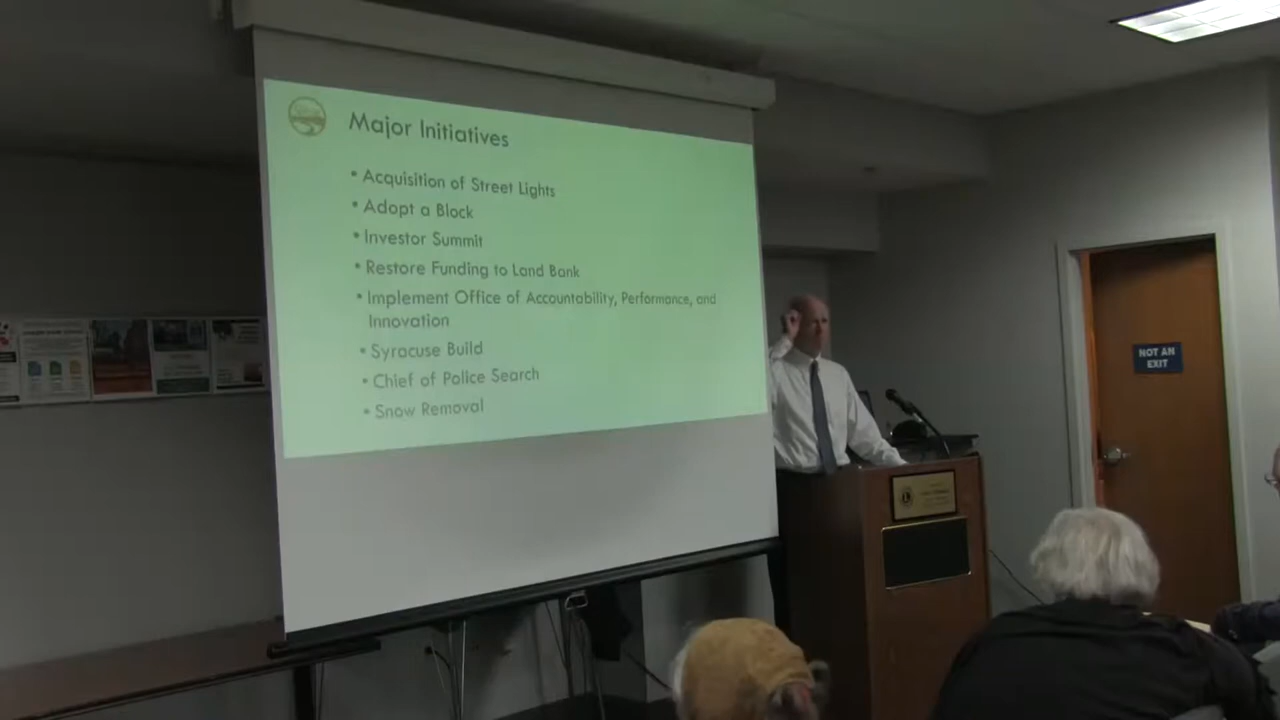 Major Initiatives
• Acquisition of Street Lights
• Adopt a Block
• Investor Summit
• Restore Funding to Land Bank
• Implement Office of Accountability, Performance, and
Innovation
• Syracuse Build
• Chief of Police Search
• Snow Removal
NOT AN
EXIT